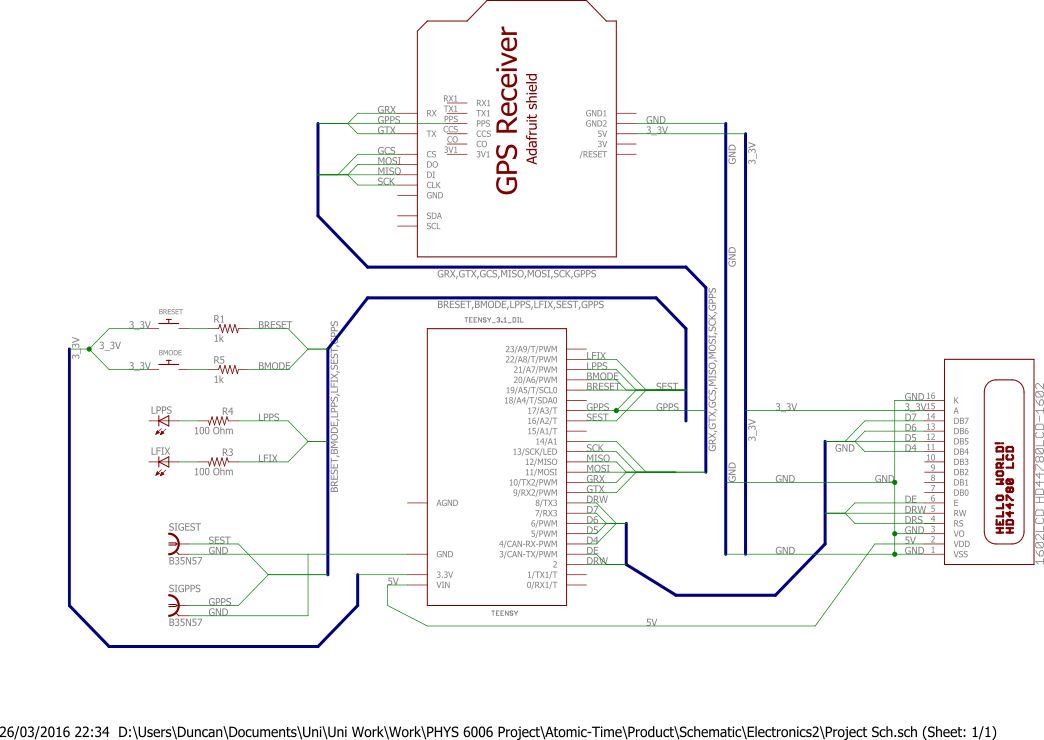 GPS Receiver
Adafruit shield
GRX
GPPS
GTX
GCS
MOSI
MISO
SCK
RX
TX
CS
DO
DI
CLK
GND
SDA
SCL
RX1
TX1
PPS
CCS
CO
3V1
RX1
TX1
PPS
CCS
CO
3V1
GND1
GND2
5V
3V
/RESET
GND
3_3V
GND
3_3V
GND
GRX,GTX,GCS,MISO,MOSI,SCK,GPPS
BRESET,BMODE,LPPS,LFIX,SEST,GPPS
GRX,GTX,GCS,MISO,MOSI,SCK,GPPS
BRESET,BMODE,LPPS,LFIX,SEST,GPPS
3_3V
3_3V
3_3V
BRESET
R1
1k
BRESET
3_3V
BMODE
R5
1k
BMODE
LPPS
R4
100 Ohm
LPPS
LFIX
R3
100 Ohm
LFIX
SIGEST
SEST
GND
B35N57
SIGPPS
GPPS
GND
B35N57
TEENSY_3.1_DIL
AGND
GND
3.3V
VIN
5V
23/A9/T/PWM
22/A8/T/PWM
21/A7/PWM
20/A6/PWM
19/A5/T/SCL0
18/A4/T/SDA0
17/A3/T
16/A2/T
15/A1/T
14/A1
13/SCK/LED
12/MISO
11/MOSI
10/TX2/PWM
9/RX2/PWM
8/TX3
7/RX3
6/PWM
5/PWM
4/CAN-RX-PWM
3/CAN-TX/PWM
2
1/TX1/T
0/RX1/T
TEENSY
LFIX
LPPS
BMODE
BRESET
SEST
GPPS
GPPS
SEST
SCK
MISO
MOSI
GRX
GTX
DRW
D7
D6
D5
D4
DE
DRW
5V
3_3V
3_3V
GND
GND
GND
GND
GND
GND 16
3_3V 15
D7 14
D6 13
D5 12
D4 11
10
9
8
7
DE 6
DRW 5
DRS 4
GND 3
5V 2
GND 1
K
A
DB7
DB6
DB5
DB4
DB3
DB2
DB1
DB0
E
RW
RS
VO
VDD
VSS
HELLO WORLD!
HD44780 LCD
1602LCD HD44780LCD-1602
26/03/2016 22:34 D:\Users\Duncan\Documents\Uni\Uni Work\Work\PHYS 6006 Project\Atomic-Time\Product\Schematic\Electronics2\Project Sch.sch (Sheet: 1/1)